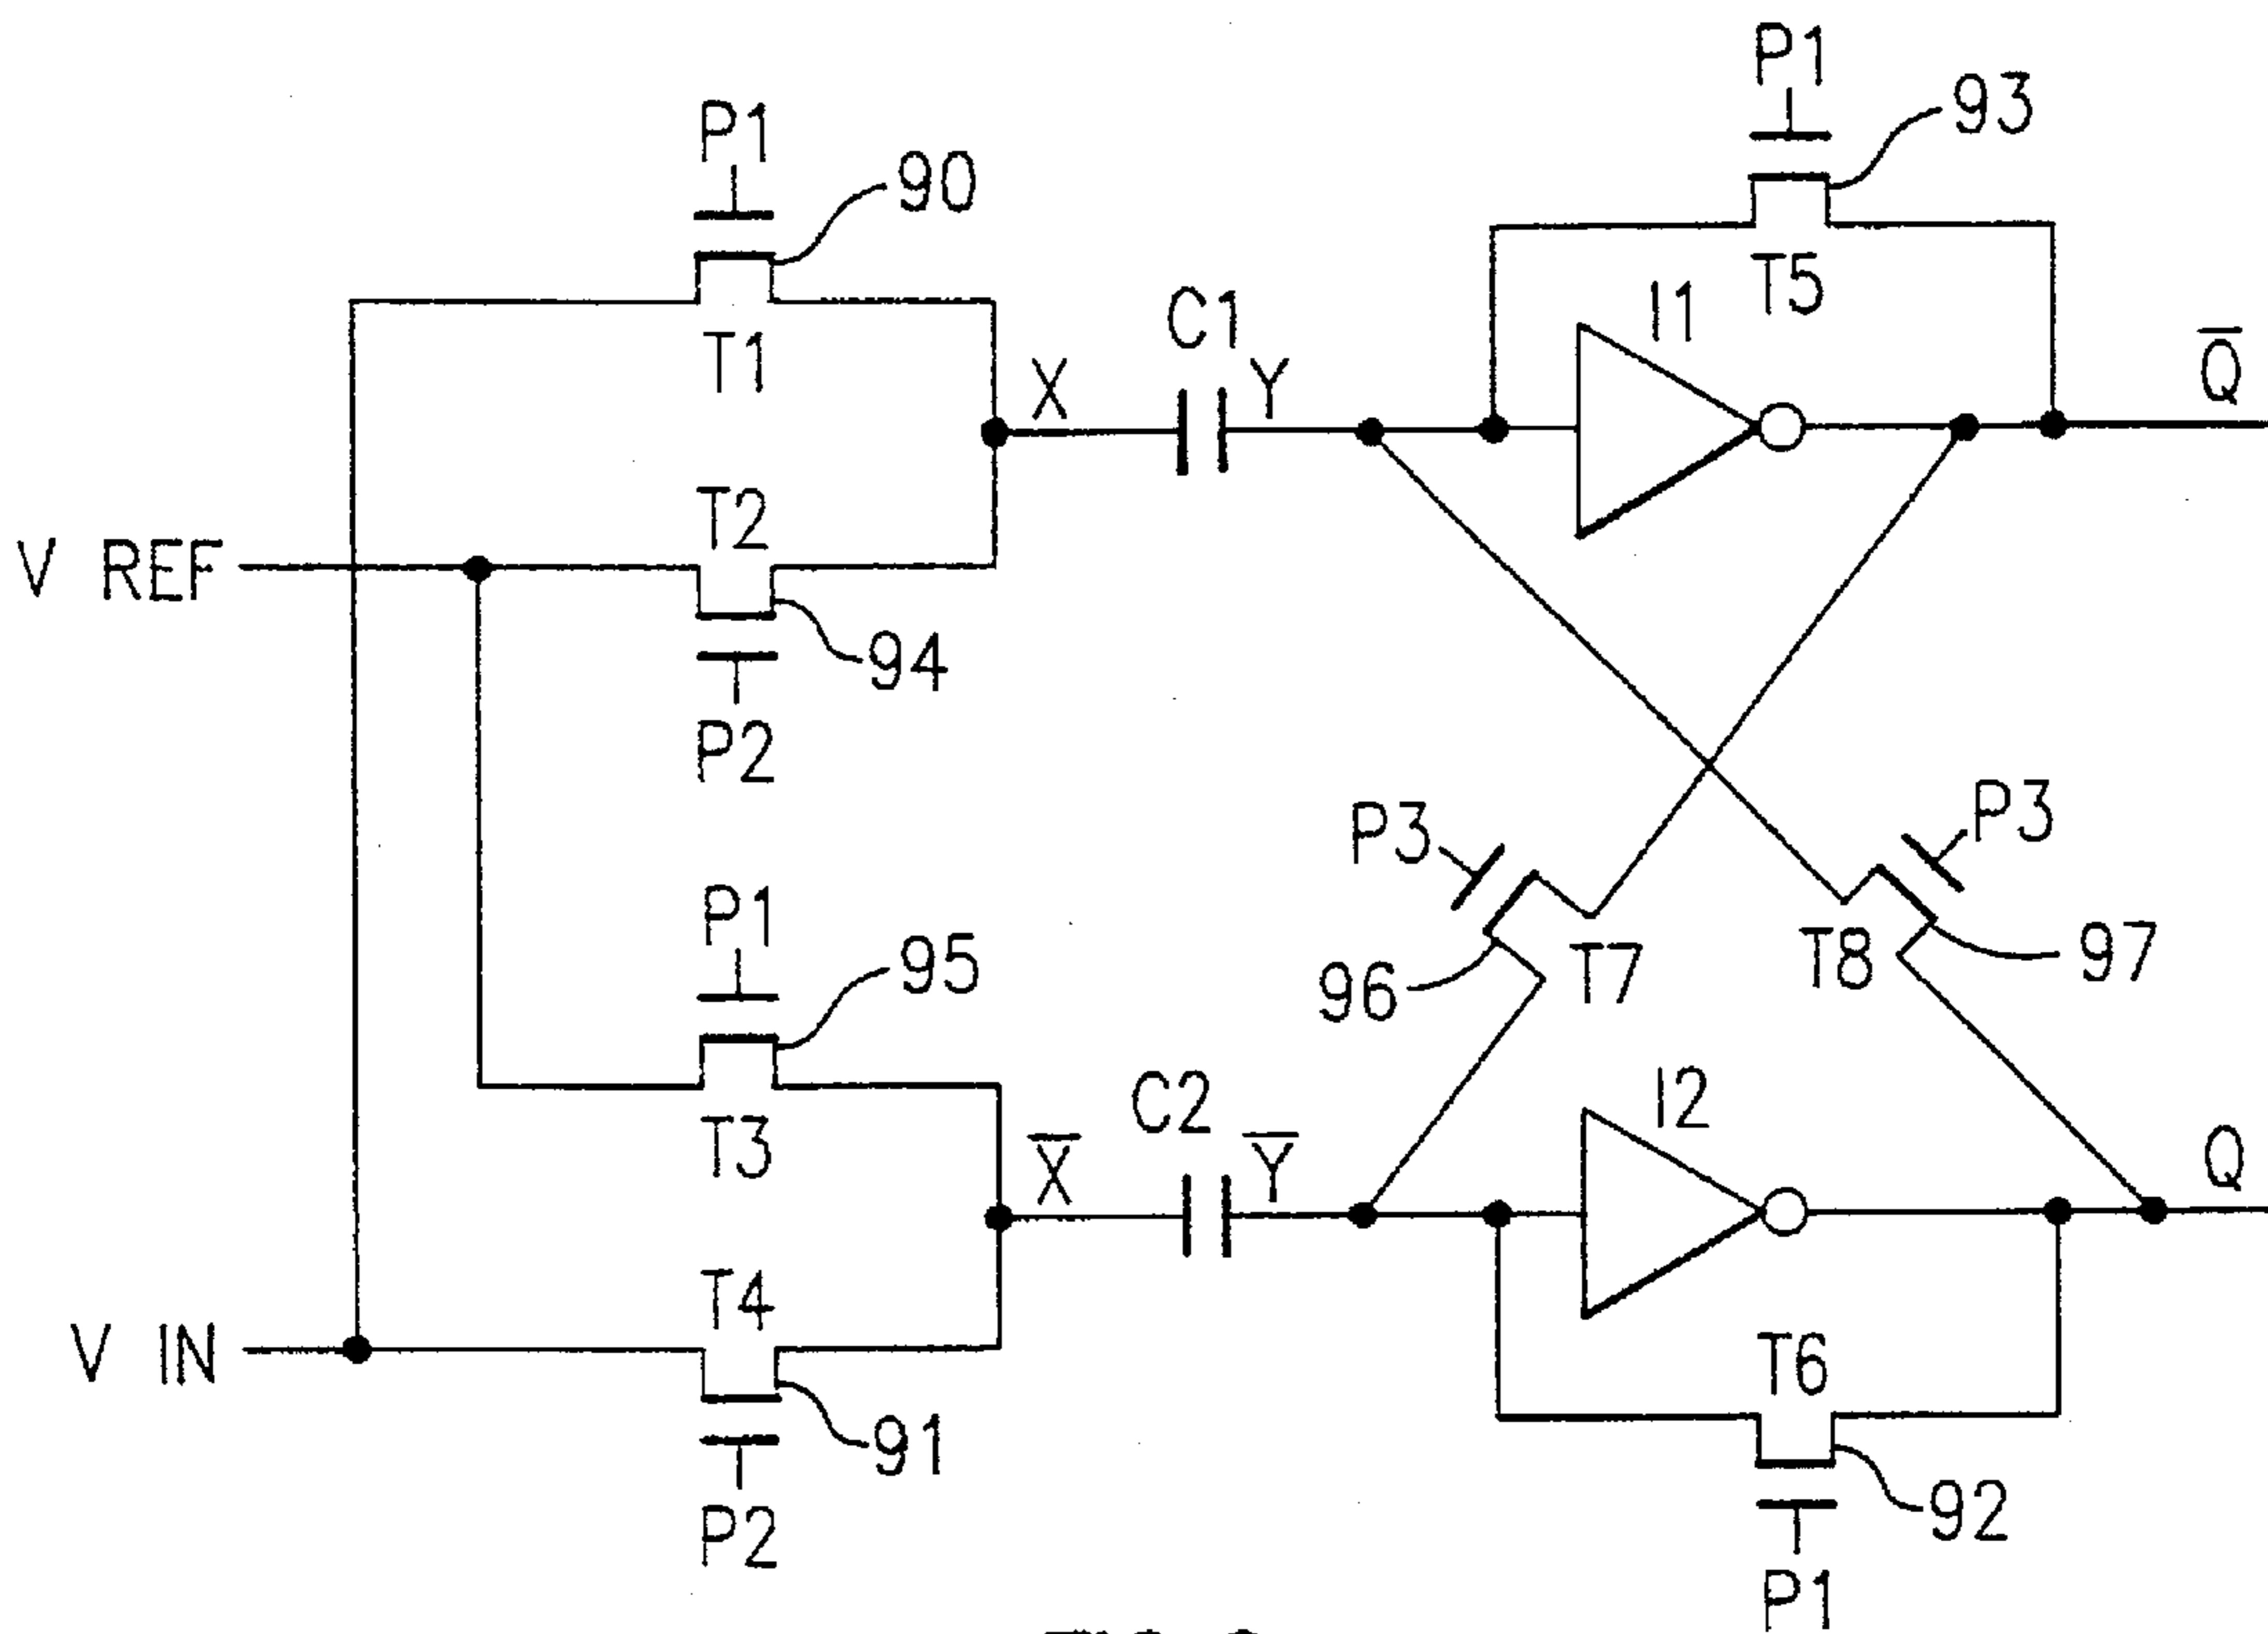 P1
93
P1
90
T5
I1
C1
Q̅
T1
X
Y
T2
V REF
94
P2
P3
P3
P1
95
T7
T8
97
96
C2
I2
T3
X̅
Y̅
Q
T4
T6
V IN
91
92
P2
P1